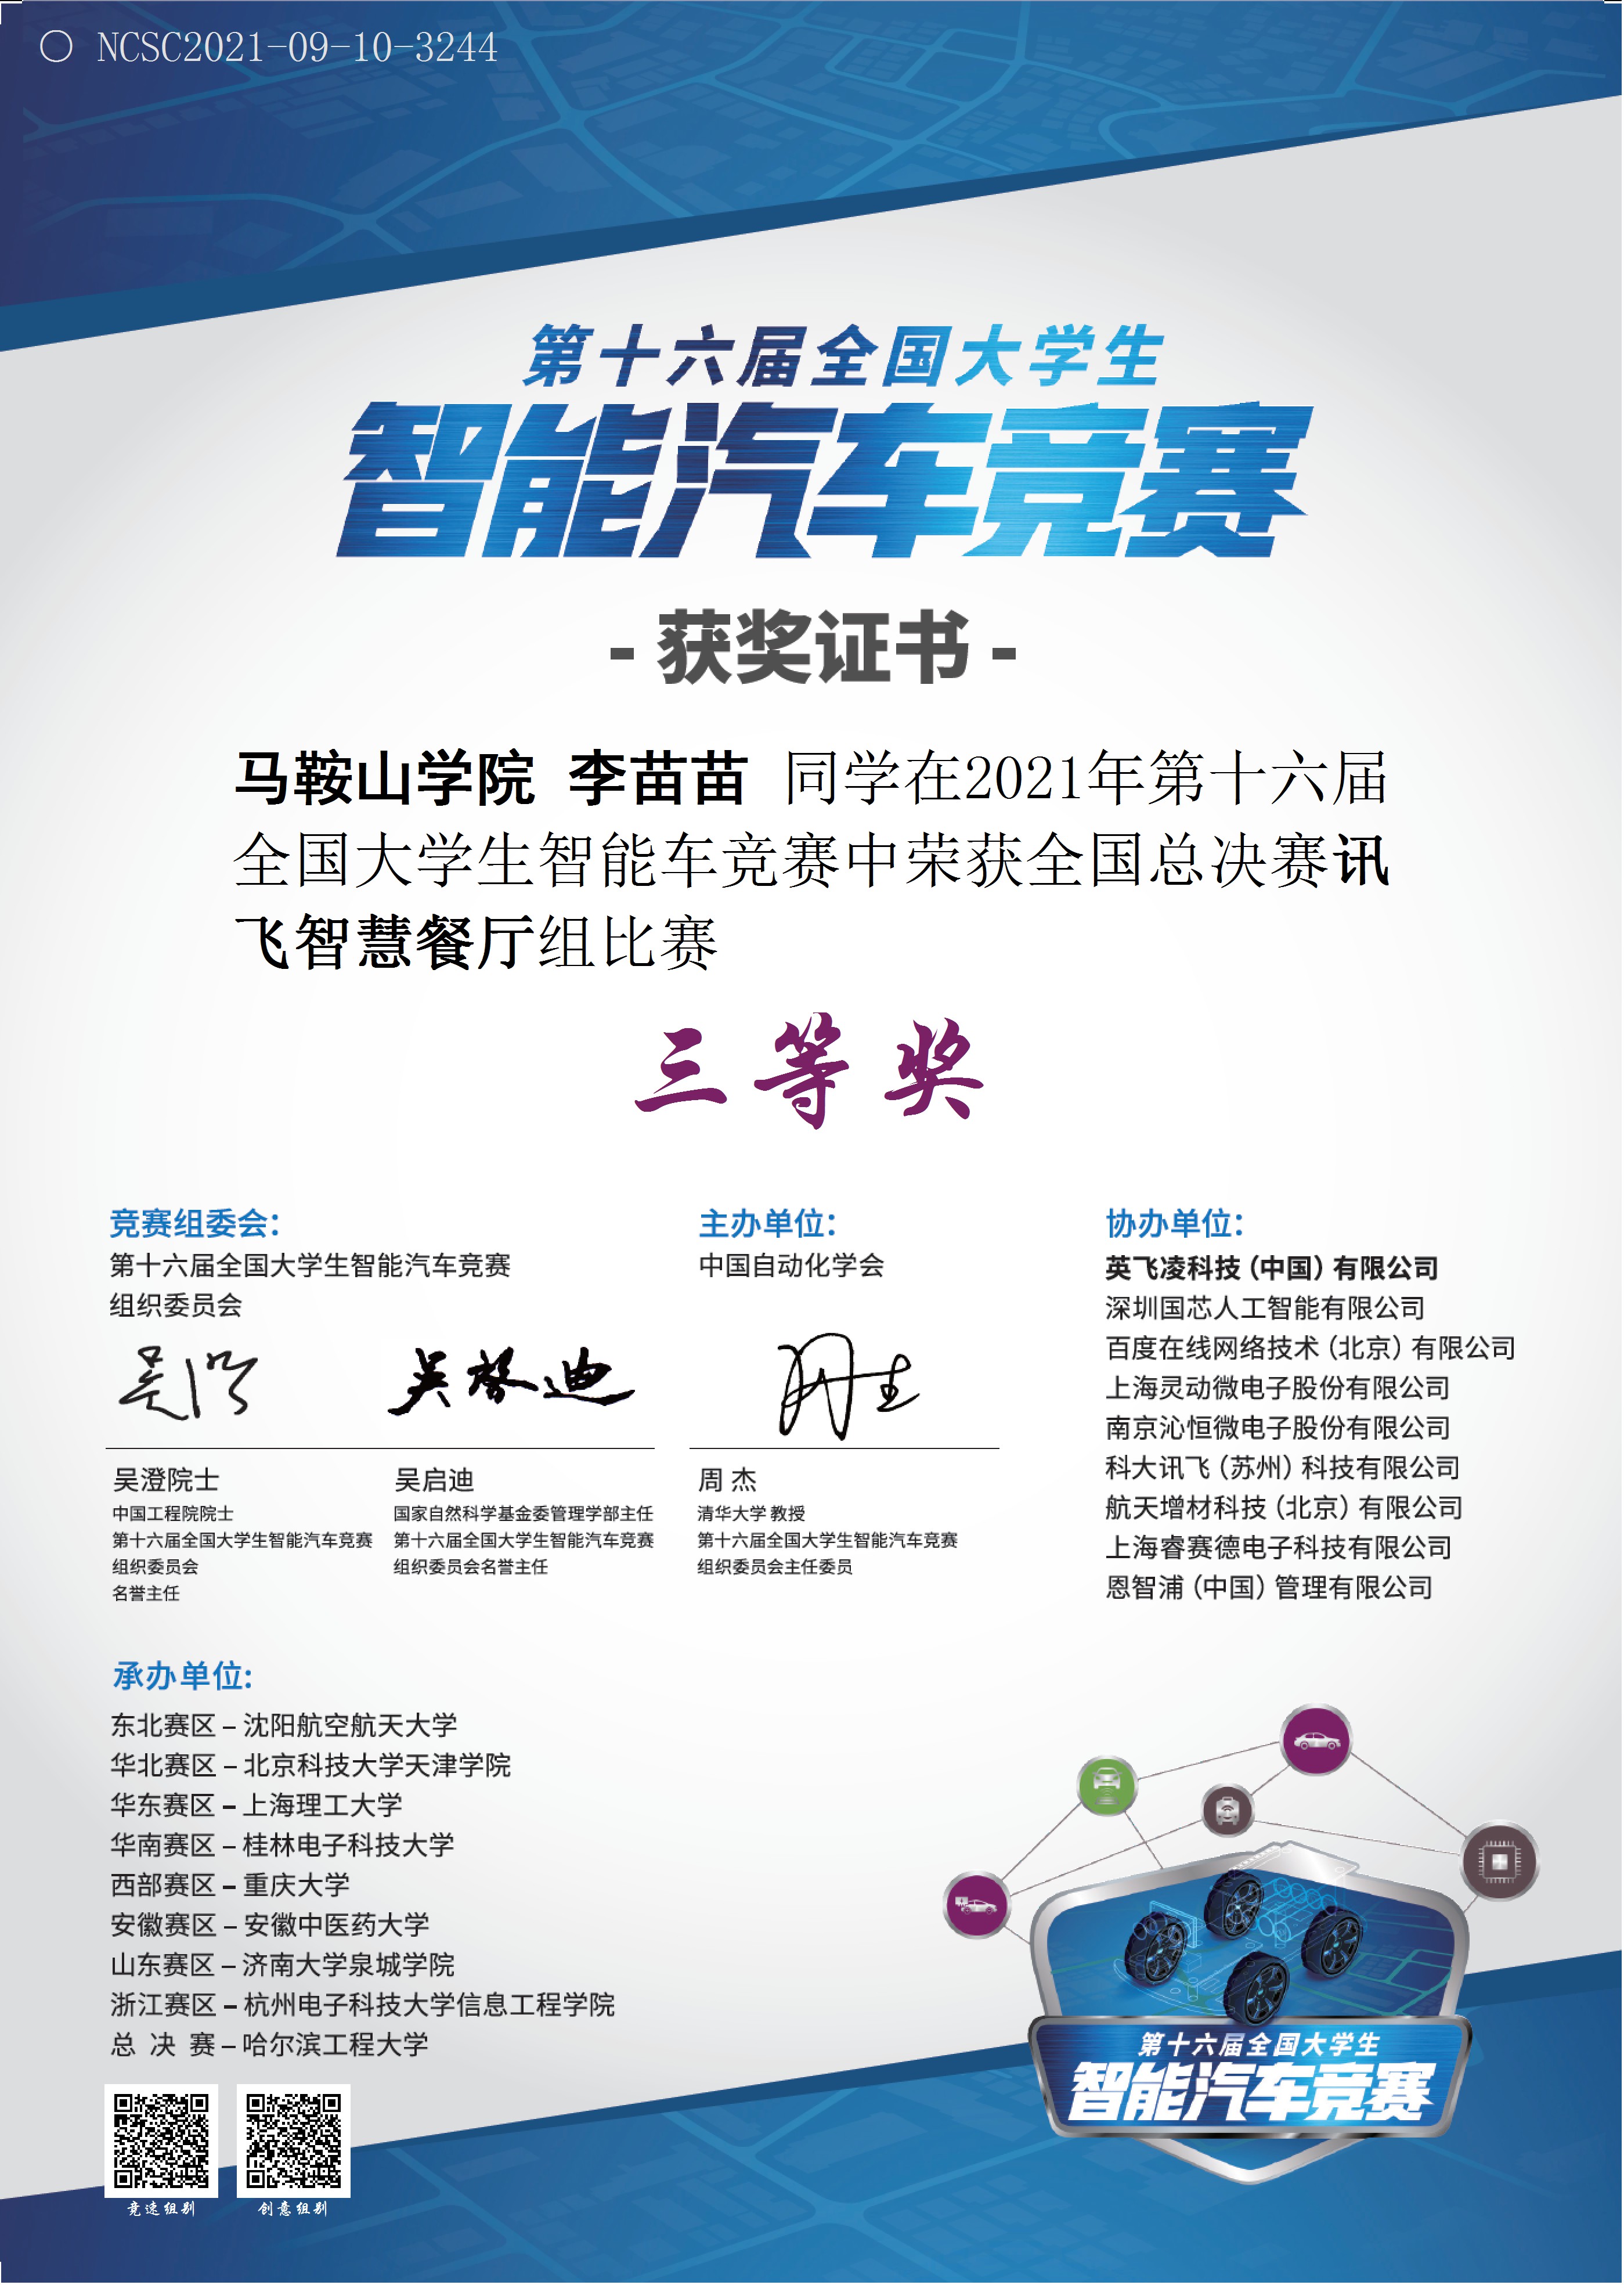 ○ NCSC2021-09-10-3244
第十六届全国大学生
智能汽车竞赛
- 获奖证书 -
马鞍山学院 李苗苗 同学在2021年第十六届
全国大学生智能车竞赛中荣获全国总决赛讯
飞智慧餐厅组比赛
三等奖
竞赛组委会：
第十六届全国大学生智能汽车竞赛
组织委员会
吴澄
吴启迪
吴澄院士
中国工程院院士
第十六届全国大学生智能汽车竞赛
组织委员会
名誉主任
吴启迪
国家自然科学基金委管理学部主任
第十六届全国大学生智能汽车竞赛
组织委员会名誉主任
主办单位：
中国自动化学会
周 杰
清华大学 教授
第十六届全国大学生智能汽车竞赛
组织委员会主任委员
协办单位：
英飞凌科技（中国）有限公司
深圳国芯人工智能有限公司
百度在线网络技术（北京）有限公司
上海灵动微电子股份有限公司
南京沁恒微电子股份有限公司
科大讯飞（苏州）科技有限公司
航天增材科技（北京）有限公司
上海睿赛德电子科技有限公司
恩智浦（中国）管理有限公司
承办单位:
东北赛区 – 沈阳航空航天大学
华北赛区 – 北京科技大学天津学院
华东赛区 – 上海理工大学
华南赛区 – 桂林电子科技大学
西部赛区 – 重庆大学
安徽赛区 – 安徽中医药大学
山东赛区 – 济南大学泉城学院
浙江赛区 – 杭州电子科技大学信息工程学院
总 决 赛 – 哈尔滨工程大学
竞速组别
创意组别
第十六届全国大学生
智能汽车竞赛